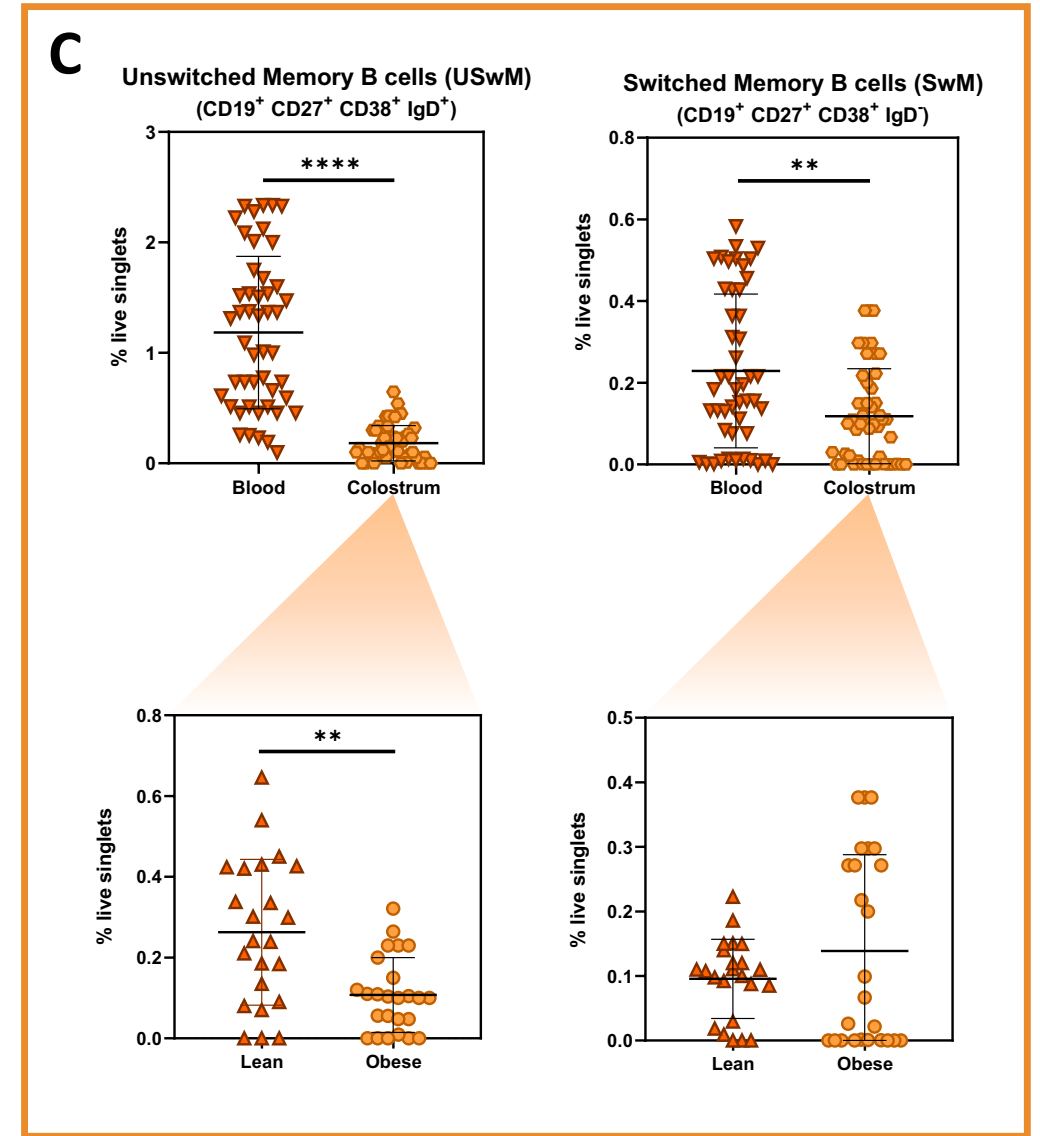 C
Unswitched Memory B cells (USwM)
(CD19⁺ CD27⁺ CD38⁺ IgD⁺)
% live singlets
3
2
1
0
****
Blood
Colostrum
Switched Memory B cells (SwM)
(CD19⁺ CD27⁺ CD38⁺ IgD⁻)
% live singlets
0.8
0.6
0.4
0.2
0.0
**
Blood
Colostrum
% live singlets
0.8
0.6
0.4
0.2
0.0
**
Lean
Obese
% live singlets
0.5
0.4
0.3
0.2
0.1
0.0
Lean
Obese